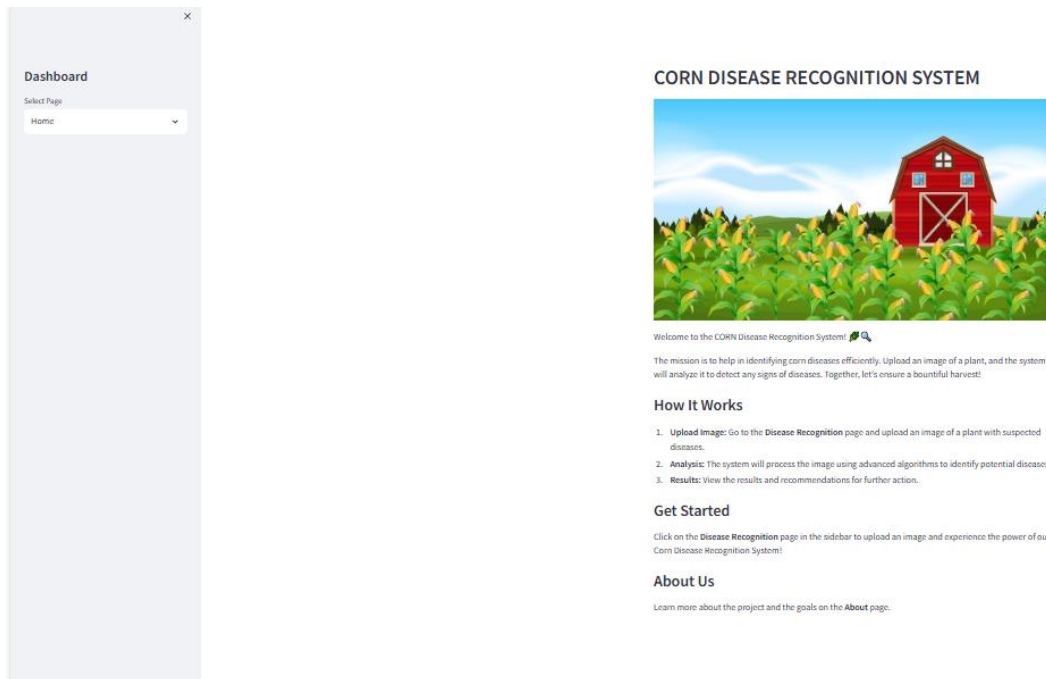 Dashboard
Select Page
Home
CORN DISEASE RECOGNITION SYSTEM
Welcome to the CORN Disease Recognition System!
The mission is to help in identifying corn diseases efficiently. Upload an image of a plant, and the system
will analyze it to detect any signs of diseases. Together, let's ensure a bountiful harvest!
How It Works
1. Upload Image: Go to the Disease Recognition page and upload an image of a plant with suspected
diseases.
2. Analysis: The system will process the image using advanced algorithms to identify potential disease
3. Results: View the results and recommendations for further action.
Get Started
Click on the Disease Recognition page in the sidebar to upload an image and experience the power of ou
Corn Disease Recognition System!
About Us
Learn more about the project and the goals on the About page.